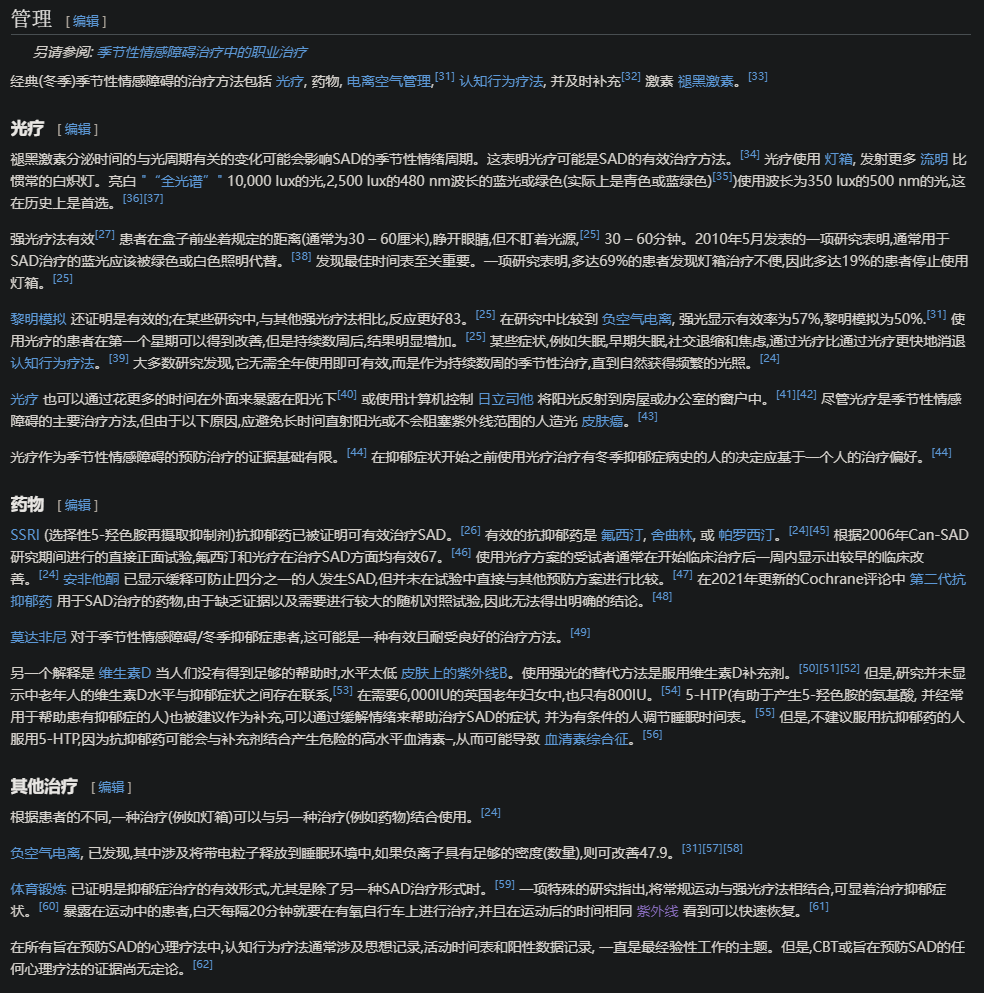 管理 [ 编辑 ]
另请参阅: 季节性情感障碍治疗中的职业治疗
经典(冬季)季节性情感障碍的治疗方法包括 光疗, 药物, 电离空气管理,[31] 认知行为疗法, 并及时补充[32] 激素 褪黑激素。[33]
光疗 [ 编辑 ]
褪黑激素分泌时间的与光周期有关的变化可能会影响SAD的季节性情绪周期。这表明光疗可能是SAD的有效治疗方法。[34] 光疗使用 灯箱, 发射更多 流明 比
惯常的白炽灯。亮白 "“全光谱”" 10,000 lux的光,2,500 lux的480 nm波长的蓝光或绿色(实际上是青色或蓝绿色)[35])使用波长为350 lux的500 nm的光,这
在历史上是首选。[36][37]
强光疗法有效[27] 患者在盒子前坐着规定的距离(通常为30 – 60厘米),睁开眼睛,但不盯着光源,[25] 30 – 60分钟。2010年5月发表的一项研究表明,通常用于
SAD治疗的蓝光应该被绿色或白色照明代替。[38] 发现最佳时间表至关重要。一项研究表明,多达69%的患者发现灯箱治疗不便,因此多达19%的患者停止使用
灯箱。[25]
黎明模拟 还证明是有效的;在某些研究中,与其他强光疗法相比,反应更好83。[25] 在研究中比较到 负空气电离, 强光显示有效率为57%,黎明模拟为50%.[31] 使
用光疗的患者在第一个星期可以得到改善,但是持续数周后,结果明显增加。[25] 某些症状,例如失眠,早期失眠,社交退缩和焦虑,通过光疗比通过光疗更快地消退
认知行为疗法。[39] 大多数研究发现,它无需全年使用即可有效,而是作为持续数周的季节性治疗,直到自然获得频繁的光照。[24]
光疗 也可以通过花更多的时间在外面来暴露在阳光下[40] 或使用计算机控制 日立司他 将阳光反射到房屋或办公室的窗户中。[41][42] 尽管光疗是季节性情感
障碍的主要治疗方法,但由于以下原因,应避免长时间直射阳光或不会阻塞紫外线范围的人造光 皮肤癌。[43]
光疗作为季节性情感障碍的预防治疗的证据基础有限。[44] 在抑郁症状开始之前使用光疗治疗有冬季抑郁症病史的人的决定应基于一个人的治疗偏好。[44]
药物 [ 编辑 ]
SSRI (选择性5-羟色胺再摄取抑制剂)抗抑郁药已被证明可有效治疗SAD。[26] 有效的抗抑郁药是 氟西汀, 舍曲林, 或 帕罗西汀。[24][45] 根据2006年Can-SAD
研究期间进行的直接正面试验,氟西汀和光疗在治疗SAD方面均有效67。[46] 使用光疗方案的受试者通常在开始临床治疗后一周内显示出较早的临床改
善。[24] 安非他酮 已显示缓释可防止四分之一的人发生SAD,但并未在试验中直接与其他预防方案进行比较。[47] 在2021年更新的Cochrane评论中 第二代抗
抑郁药 用于SAD治疗的药物,由于缺乏证据以及需要进行较大的随机对照试验,因此无法得出明确的结论。[48]
莫达非尼 对于季节性情感障碍/冬季抑郁症患者,这可能是一种有效且耐受良好的治疗方法。[49]
另一个解释是 维生素D 当人们没有得到足够的帮助时,水平太低 皮肤上的紫外线B。使用强光的替代方法是服用维生素D补充剂。[50][51][52] 但是,研究并未显
示中老年人的维生素D水平与抑郁症状之间存在联系,[53] 在需要6,000IU的英国老年妇女中,也只有800IU。[54] 5-HTP(有助于产生5-羟色胺的氨基酸, 并经常
用于帮助患有抑郁症的人)也被建议作为补充,可以通过缓解情绪来帮助治疗SAD的症状, 并为有条件的人调节睡眠时间表。[55] 但是,不建议服用抗抑郁药的人
服用5-HTP,因为抗抑郁药可能会与补充剂结合产生危险的高水平血清素–,从而可能导致 血清素综合征。[56]
其他治疗 [ 编辑 ]
根据患者的不同,一种治疗(例如灯箱)可以与另一种治疗(例如药物)结合使用。[24]
负空气电离, 已发现,其中涉及将带电粒子释放到睡眠环境中,如果负离子具有足够的密度(数量),则可改善47.9。[31][57][58]
体育锻炼 已证明是抑郁症治疗的有效形式,尤其是除了另一种SAD治疗形式时。[59] 一项特殊的研究指出,将常规运动与强光疗法相结合,可显着治疗抑郁症
状。[60] 暴露在运动中的患者,白天每隔20分钟就要在有氧自行车上进行治疗,并且在运动后的时间相同 紫外线 看到可以快速恢复。[61]
在所有旨在预防SAD的心理疗法中,认知行为疗法通常涉及思想记录,活动时间表和阳性数据记录, 一直是最经验性工作的主题。但是,CBT或旨在预防SAD的任
何心理疗法的证据尚无定论。[62]